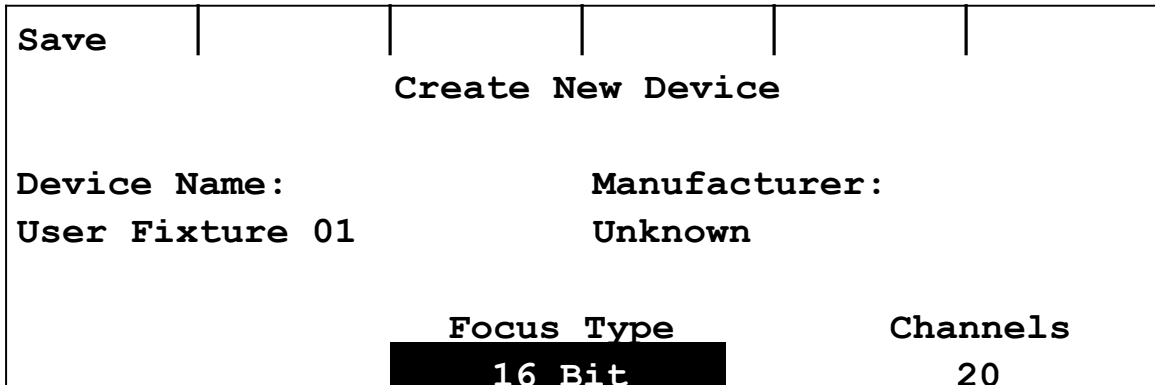 Save
Create New Device
Device Name: Manufacturer:
User Fixture 01 Unknown
Focus Type Channels
16 Bit 20